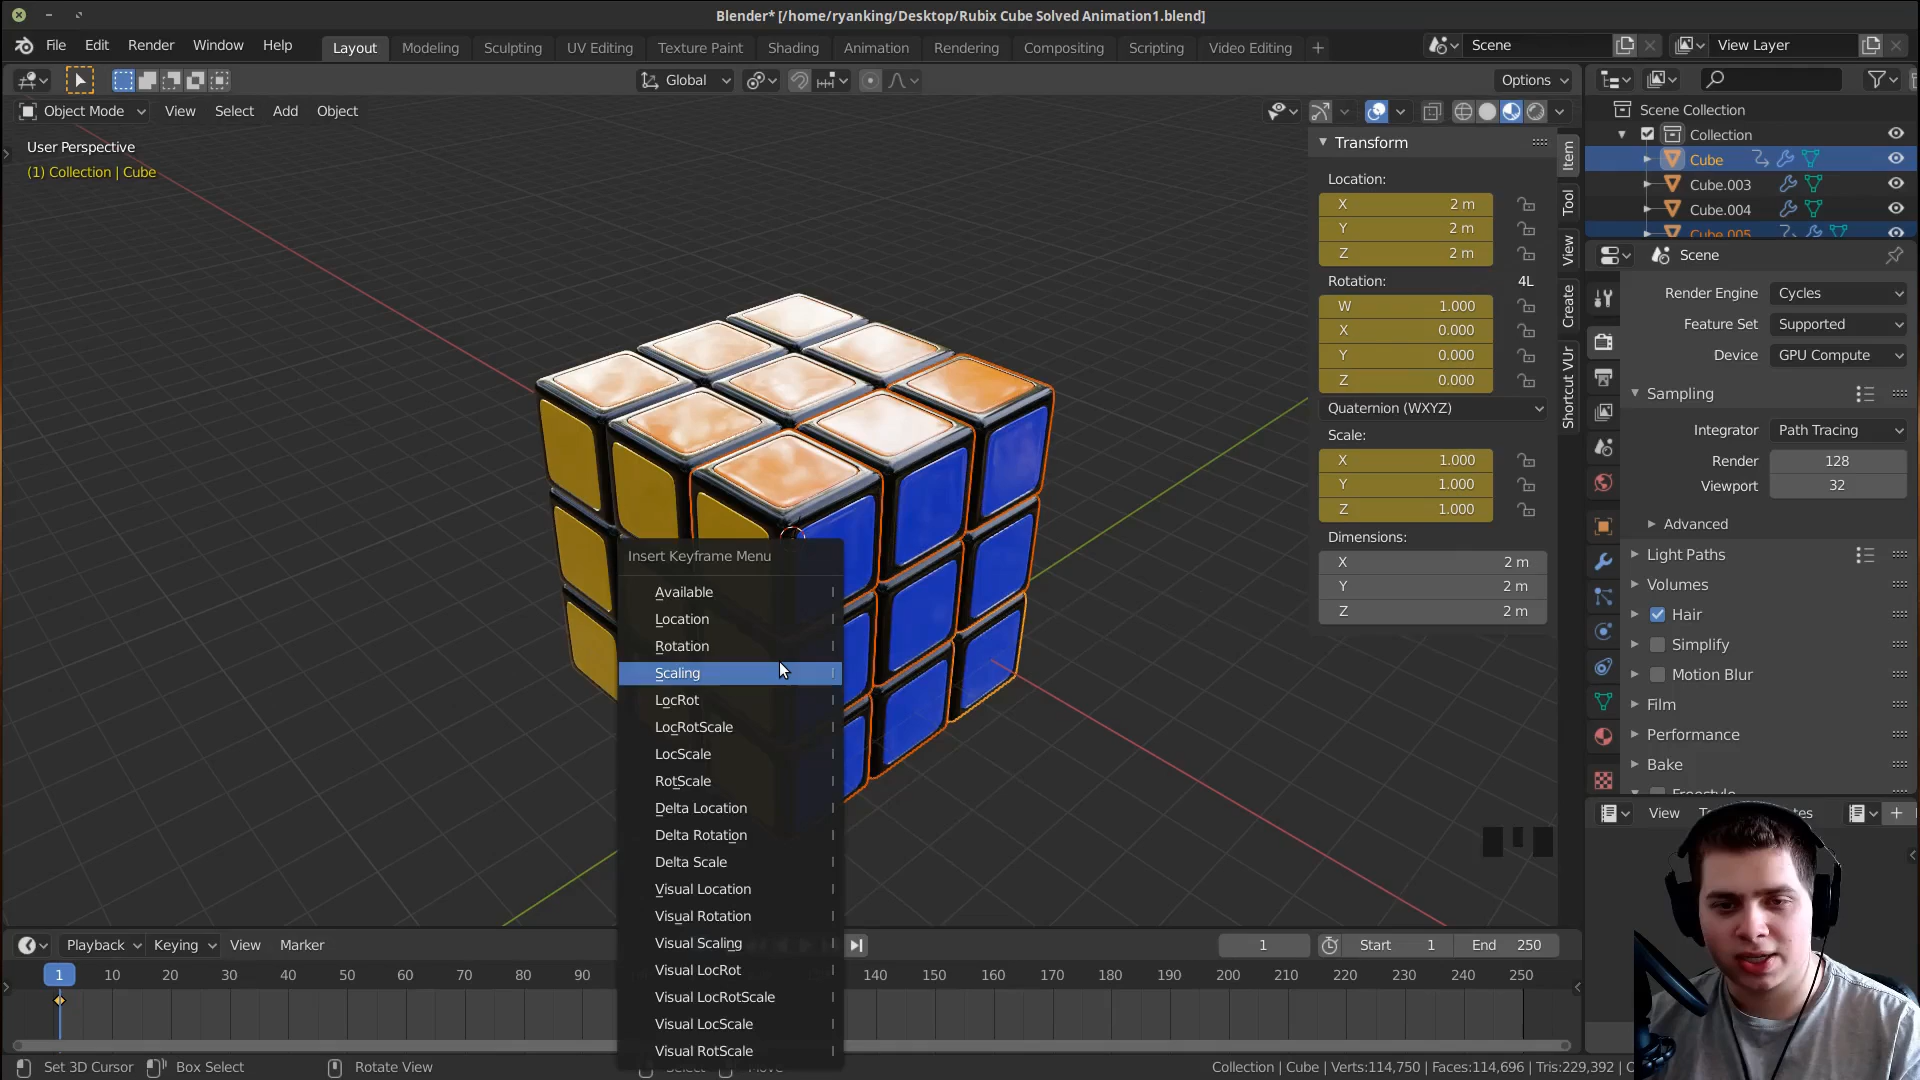 Blender* [/home/ryanking/Desktop/Rubix Cube Solved Animation1.blend]
File Edit Render Window Help Layout Modeling Sculpting UV Editing Texture Paint Shading Animation Rendering Compositing Scripting Video Editing + Scene View Layer
Global Options
Object Mode View Select Add Object
User Perspective
(1) Collection | Cube
Transform
Location:
X 2 m
Y 2 m
Z 2 m
Rotation: 4L
W 1.000
X 0.000
Y 0.000
Z 0.000
Quaternion (WXYZ)
Scale:
X 1.000
Y 1.000
Z 1.000
Dimensions:
X 2 m
Y 2 m
Z 2 m
Item
Tool
View
Create
Shortcut VUr
Scene Collection
Collection
Cube
Cube.003
Cube.004
Cube.005
Scene
Render Engine Cycles
Feature Set Supported
Device GPU Compute
Sampling
Integrator Path Tracing
Render 128
Viewport 32
Advanced
Light Paths
Volumes
Hair
Simplify
Motion Blur
Film
Performance
Bake
Freestyle
View
Insert Keyframe Menu
Available I
Location I
Rotation I
Scaling I
LocRot I
LocRotScale I
LocScale I
RotScale I
Delta Location I
Delta Rotation I
Delta Scale I
Visual Location I
Visual Rotation I
Visual Scaling I
Visual LocRot I
Visual LocRotScale I
Visual LocScale I
Visual RotScale I
Playback Keying View Marker 1 Start 1 End 250
1 10 20 30 40 50 60 70 80 90 140 150 160 170 180 190 200 210 220 230 240 250
Set 3D Cursor Box Select Rotate View Select Move Collection | Cube | Verts:114,750 | Faces:114,696 | Tris:229,392 |